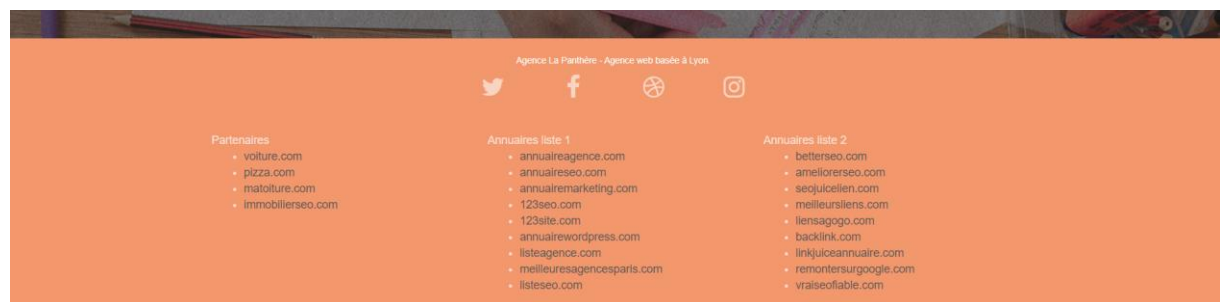 Agence La Panthère - Agence web basée à Lyon
Partenaires
voiture.com
pizza.com
matoiture.com
immobilierseo.com
Annuaires liste 1
annuaireagence.com
annuaireseo.com
annuairemarketing.com
123seo.com
123site.com
annuairewordpress.com
listeagence.com
meilleuresagencesparis.com
listeseo.com
Annuaires liste 2
betterseo.com
ameliorerseo.com
seojuicelien.com
meilleursliens.com
liensagogo.com
backlink.com
linkjuiceannuaire.com
remontersurgoogle.com
vraiseofiable.com